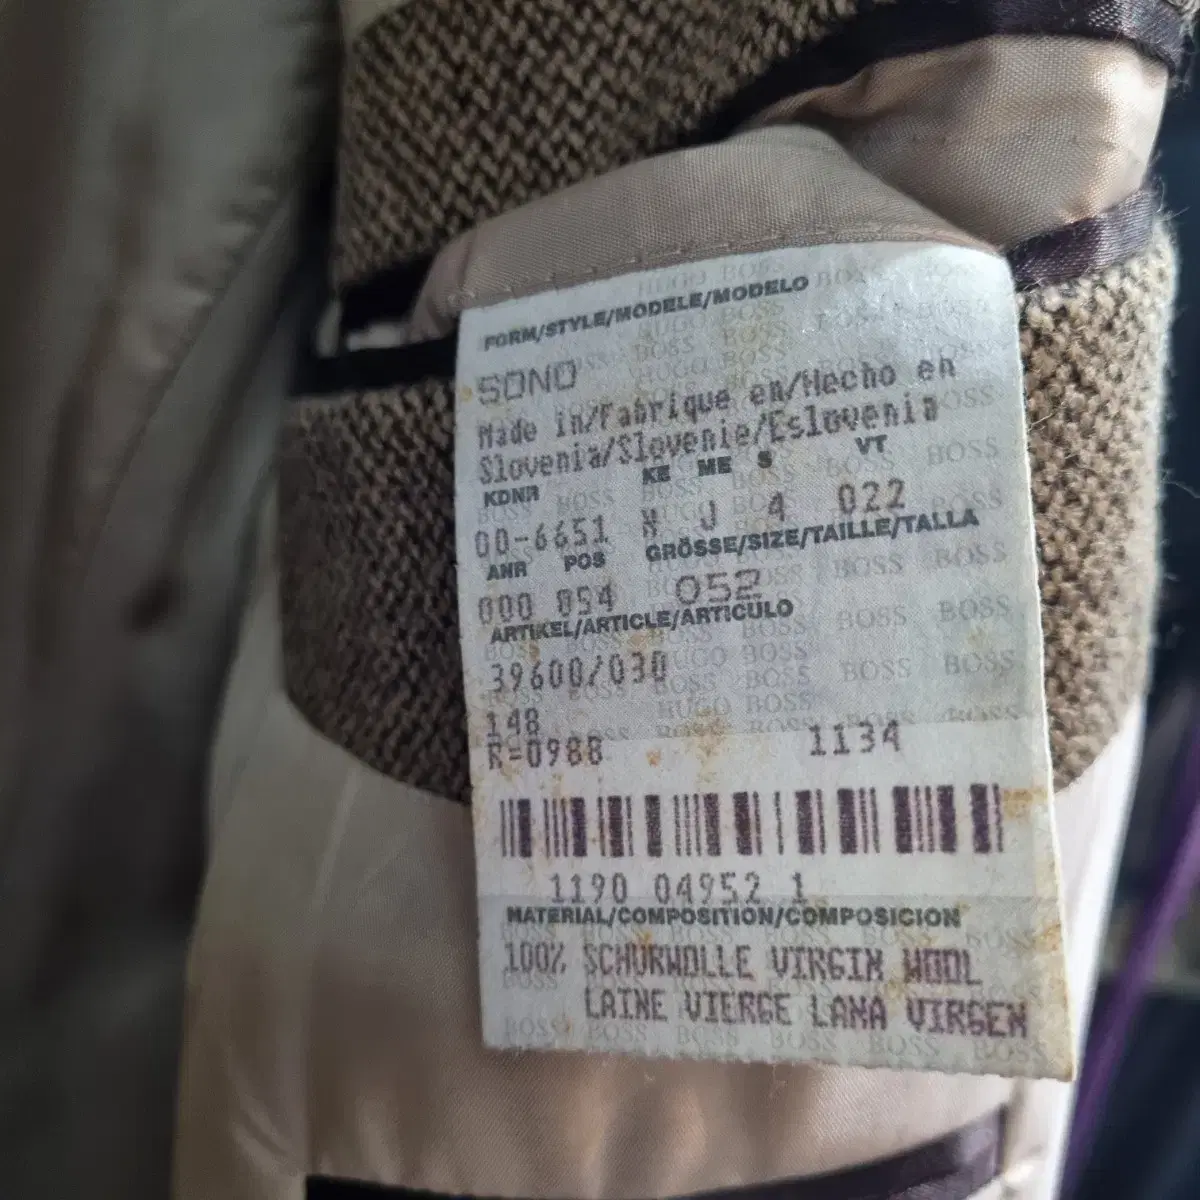 FORM/STYLE/MODELE/MODELO
SONO
Made in/Fabrique en/Hecho en
Slovenia/Slovenie/Eslovenia
KDNR KE ME S VT
00-6651 N J 4 022
ANR POS GRÖSSE/SIZE/TAILLE/TALLA
000 054 052
ARTIKEL/ARTICLE/ARTICULO
39600/030
148
R=0988 1134
1190 04952 1
MATERIAL/COMPOSITION/COMPOSICION
100% SCHURWOLLE VIRGIN WOOL
LAINE VIERGE LANA VIRGEN
HUGO BOSS